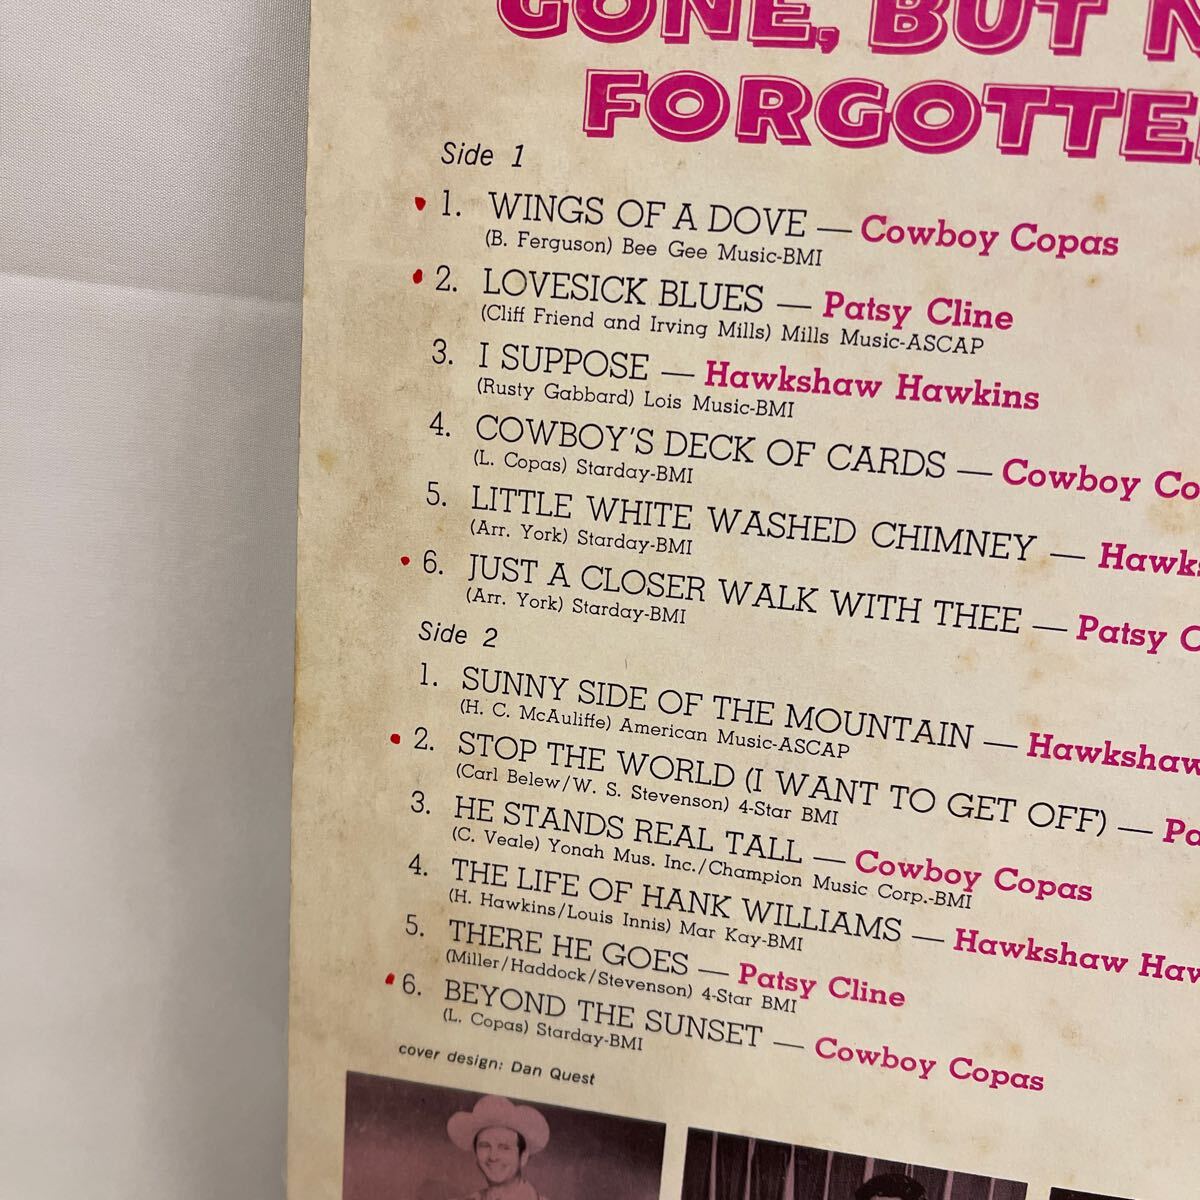 GONE, BUT N
FORGOTTE
Side 1
1. WINGS OF A DOVE — Cowboy Copas
(B. Ferguson) Bee Gee Music-BMI
2. LOVESICK BLUES — Patsy Cline
(Cliff Friend and Irving Mills) Mills Music-ASCAP
3. I SUPPOSE — Hawkshaw Hawkins
(Rusty Gabbard) Lois Music-BMI
4. COWBOY'S DECK OF CARDS — Cowboy Co
(L. Copas) Starday-BMI
5. LITTLE WHITE WASHED CHIMNEY — Hawks
(Arr. York) Starday-BMI
6. JUST A CLOSER WALK WITH THEE — Patsy C
(Arr. York) Starday-BMI
Side 2
1. SUNNY SIDE OF THE MOUNTAIN — Hawkshaw
(H. C. McAuliffe) American Music-ASCAP
2. STOP THE WORLD (I WANT TO GET OFF) — Pa
(Carl Belew/W. S. Stevenson) 4-Star BMI
3. HE STANDS REAL TALL — Cowboy Copas
(C. Veale) Yonah Mus. Inc./Champion Music Corp.-BMI
4. THE LIFE OF HANK WILLIAMS — Hawkshaw Haw
(H. Hawkins/Louis Innis) Mar Kay-BMI
5. THERE HE GOES — Patsy Cline
(Miller/Haddock/Stevenson) 4-Star BMI
6. BEYOND THE SUNSET — Cowboy Copas
(L. Copas) Starday-BMI
cover design: Dan Quest